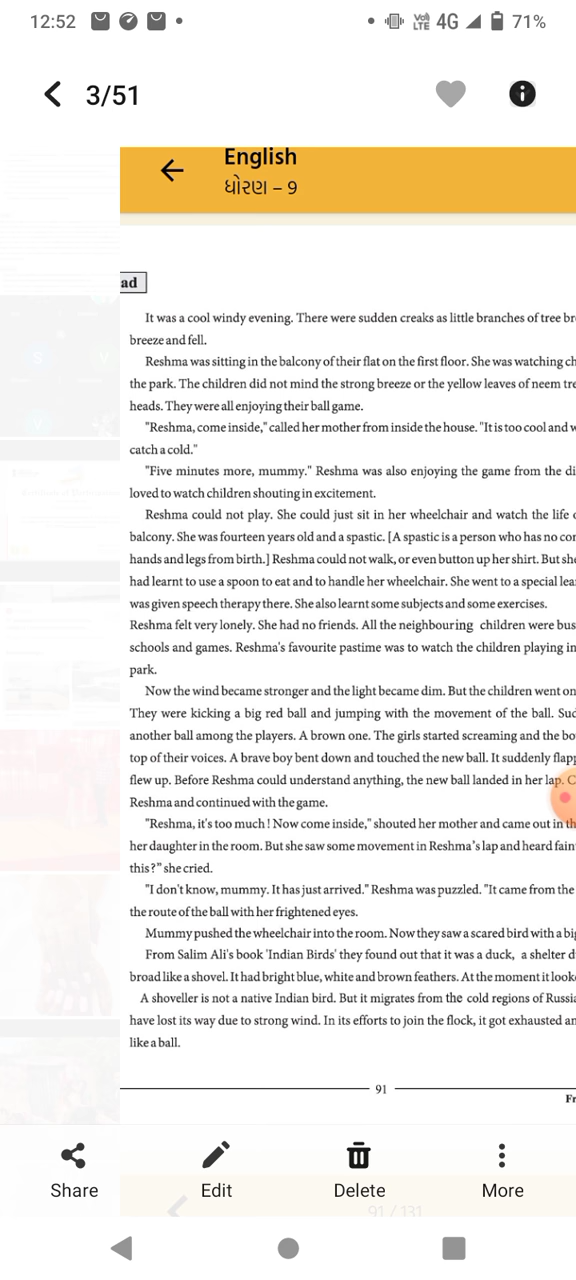 12:52 Vo) LTE 4G 71%
3/51
English
ધોરણ – 9
ad
It was a cool windy evening. There were sudden creaks as little branches of tree br
breeze and fell.
Reshma was sitting in the balcony of their flat on the first floor. She was watching ch
the park. The children did not mind the strong breeze or the yellow leaves of neem tre
heads. They were all enjoying their ball game.
"Reshma, come inside," called her mother from inside the house. "It is too cool and w
catch a cold."
"Five minutes more, mummy." Reshma was also enjoying the game from the di
loved to watch children shouting in excitement.
Reshma could not play. She could just sit in her wheelchair and watch the life o
balcony. She was fourteen years old and a spastic. [A spastic is a person who has no con
hands and legs from birth.] Reshma could not walk, or even button up her shirt. But she
had learnt to use a spoon to eat and to handle her wheelchair. She went to a special lea
was given speech therapy there. She also learnt some subjects and some exercises.
Reshma felt very lonely. She had no friends. All the neighbouring children were bus
schools and games. Reshma's favourite pastime was to watch the children playing in
park.
Now the wind became stronger and the light became dim. But the children went on
They were kicking a big red ball and jumping with the movement of the ball. Sud
another ball among the players. A brown one. The girls started screaming and the bo
top of their voices. A brave boy bent down and touched the new ball. It suddenly flapp
flew up. Before Reshma could understand anything, the new ball landed in her lap. C
Reshma and continued with the game.
"Reshma, it's too much! Now come inside," shouted her mother and came out in th
her daughter in the room. But she saw some movement in Reshma's lap and heard fain
this?" she cried.
"I don't know, mummy. It has just arrived." Reshma was puzzled. "It came from the
the route of the ball with her frightened eyes.
Mummy pushed the wheelchair into the room. Now they saw a scared bird with a big
From Salim Ali's book 'Indian Birds' they found out that it was a duck, a shelter d
broad like a shovel. It had bright blue, white and brown feathers. At the moment it looke
A shoveller is not a native Indian bird. But it migrates from the cold regions of Russia
have lost its way due to strong wind. In its efforts to join the flock, it got exhausted an
like a ball.
91
Fr
Share Edit Delete More
91 / 131